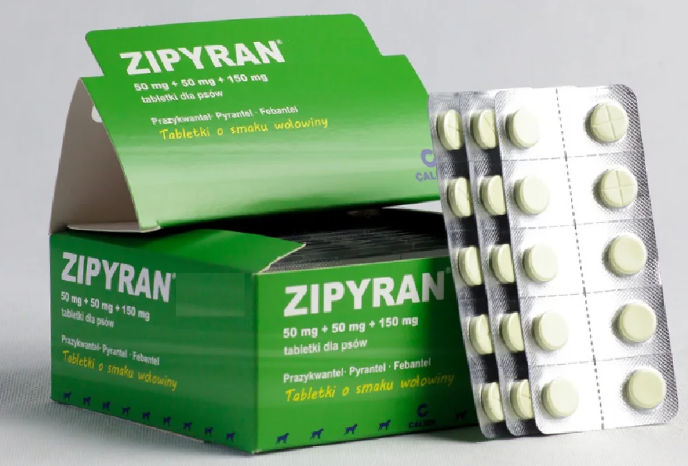 ZIPYRAN®
50 mg + 50 mg + 150 mg
tabletki dla psów
Prazykwantel · Pyrantel · Febantel
Tabletki o smaku wołowiny
ZIPYRAN®
50 mg + 50 mg + 150 mg
tabletki dla psów
Prazykwantel · Pyrantel · Febantel
Tabletki o smaku wołowiny
ZIPYRAN®
50 mg + 50 mg + 150 mg
tabletki dla psów
Prazykwantel · Pyrantel · Febantel
Tabletki o smaku wołowiny
CALIER